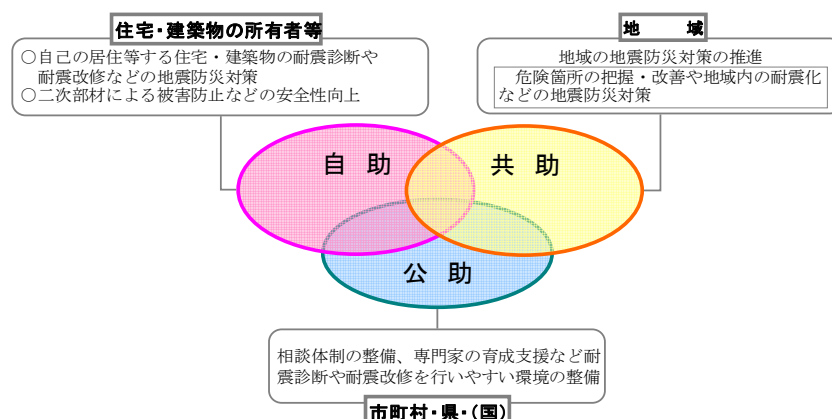 住宅・建築物の所有者等
○自己の居住等する住宅・建築物の耐震診断や
耐震改修などの地震防災対策
○二次部材による被害防止などの安全性向上
地　域
地域の地震防災対策の推進
危険箇所の把握・改善や地域内の耐震化
などの地震防災対策
自 助
共 助
公 助
相談体制の整備、専門家の育成支援など耐
震診断や耐震改修を行いやすい環境の整備
市町村・県・(国)